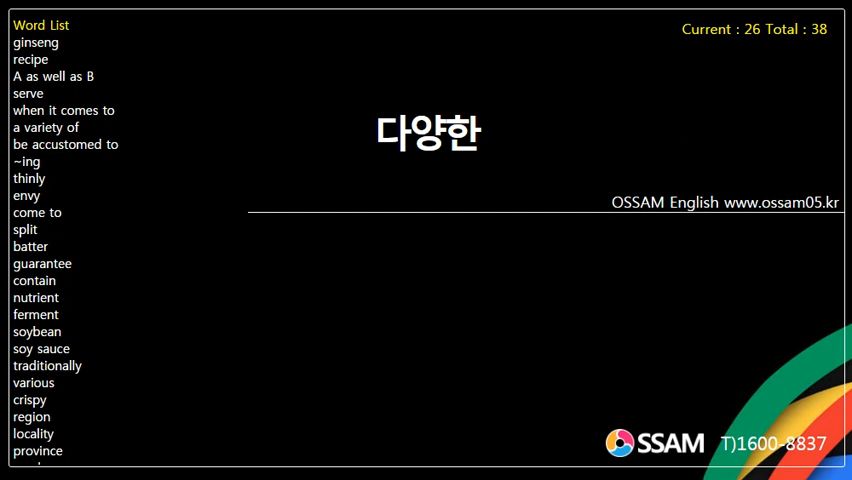 Word List
ginseng
recipe
A as well as B
serve
when it comes to
a variety of
be accustomed to
~ing
thinly
envy
come to
split
batter
guarantee
contain
nutrient
ferment
soybean
soy sauce
traditionally
various
crispy
region
locality
province
Current : 26 Total : 38
다양한
OSSAM English www.ossam05.kr
OSSAM T)1600-8837